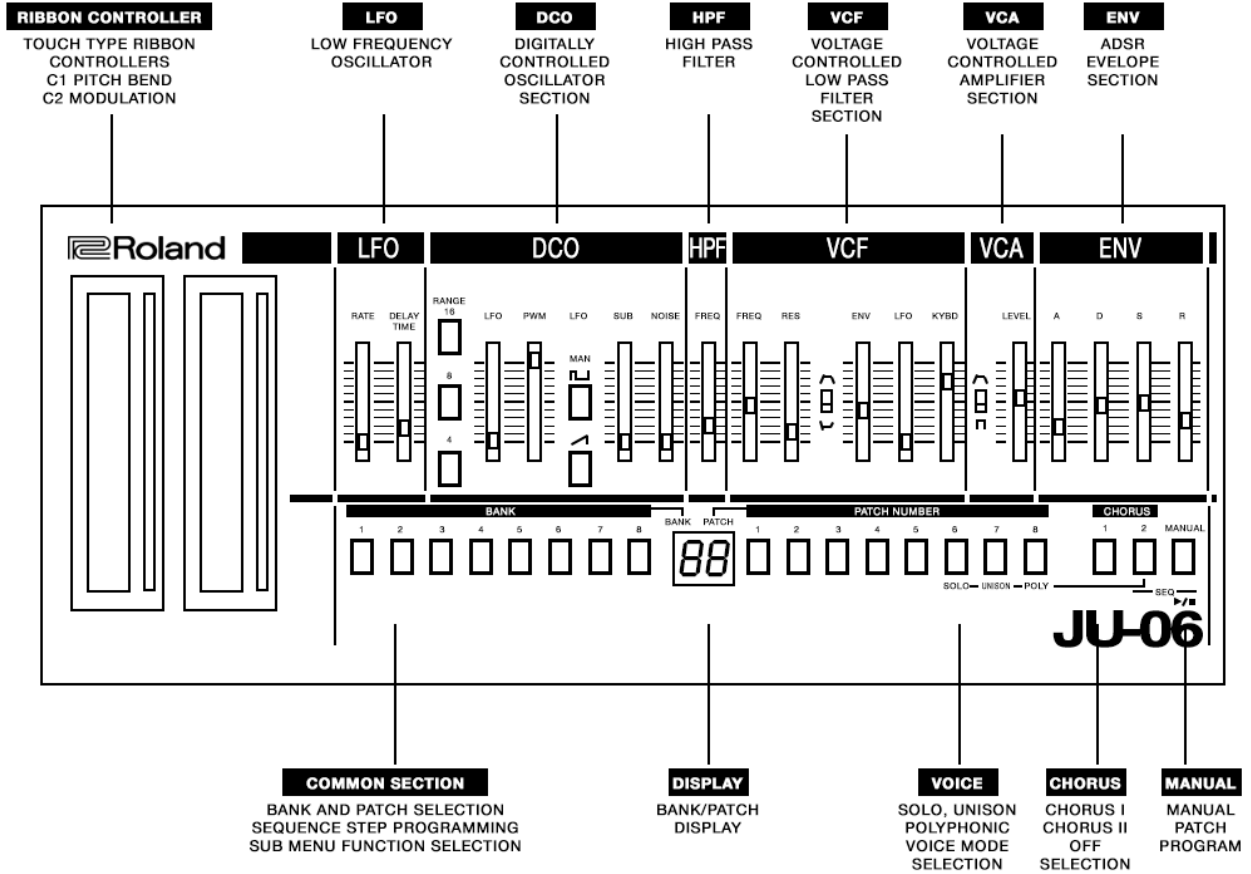 RIBBON CONTROLLER
TOUCH TYPE RIBBON
CONTROLLERS
C1 PITCH BEND
C2 MODULATION
LFO
LOW FREQUENCY
OSCILLATOR
DCO
DIGITALLY
CONTROLLED
OSCILLATOR
SECTION
HPF
HIGH PASS
FILTER
VCF
VOLTAGE
CONTROLLED
LOW PASS
FILTER
SECTION
VCA
VOLTAGE
CONTROLLED
AMPLIFIER
SECTION
ENV
ADSR
EVELOPE
SECTION
Roland
LFO DCO HPF VCF VCA ENV
RATE DELAY TIME
RANGE
16
8
4
LFO PWM LFO SUB NOISE
MAN
FREQ
FREQ RES ENV LFO KYBD
LEVEL
A D S R
BANK
1 2 3 4 5 6 7 8
BANK PATCH
88
PATCH NUMBER
1 2 3 4 5 6 7 8
SOLO UNISON POLY
CHORUS
1 2 MANUAL
SEQ
JU-06
COMMON SECTION
BANK AND PATCH SELECTION
SEQUENCE STEP PROGRAMMING
SUB MENU FUNCTION SELECTION
DISPLAY
BANK/PATCH
DISPLAY
VOICE
SOLO, UNISON
POLYPHONIC
VOICE MODE
SELECTION
CHORUS
CHORUS I
CHORUS II
OFF
SELECTION
MANUAL
MANUAL
PATCH
PROGRAM